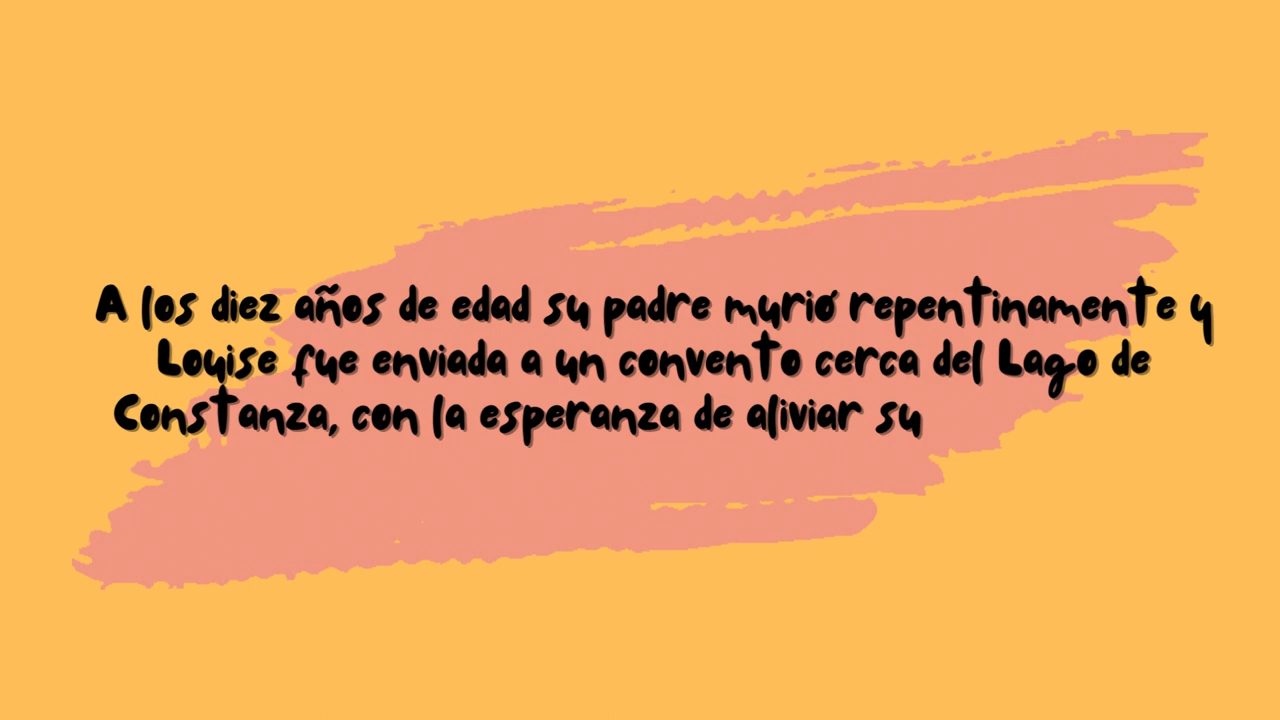 A los diez años de edad su padre murió repentinamente y
Louise fue enviada a un convento cerca del Lago de
Constanza, con la esperanza de aliviar su